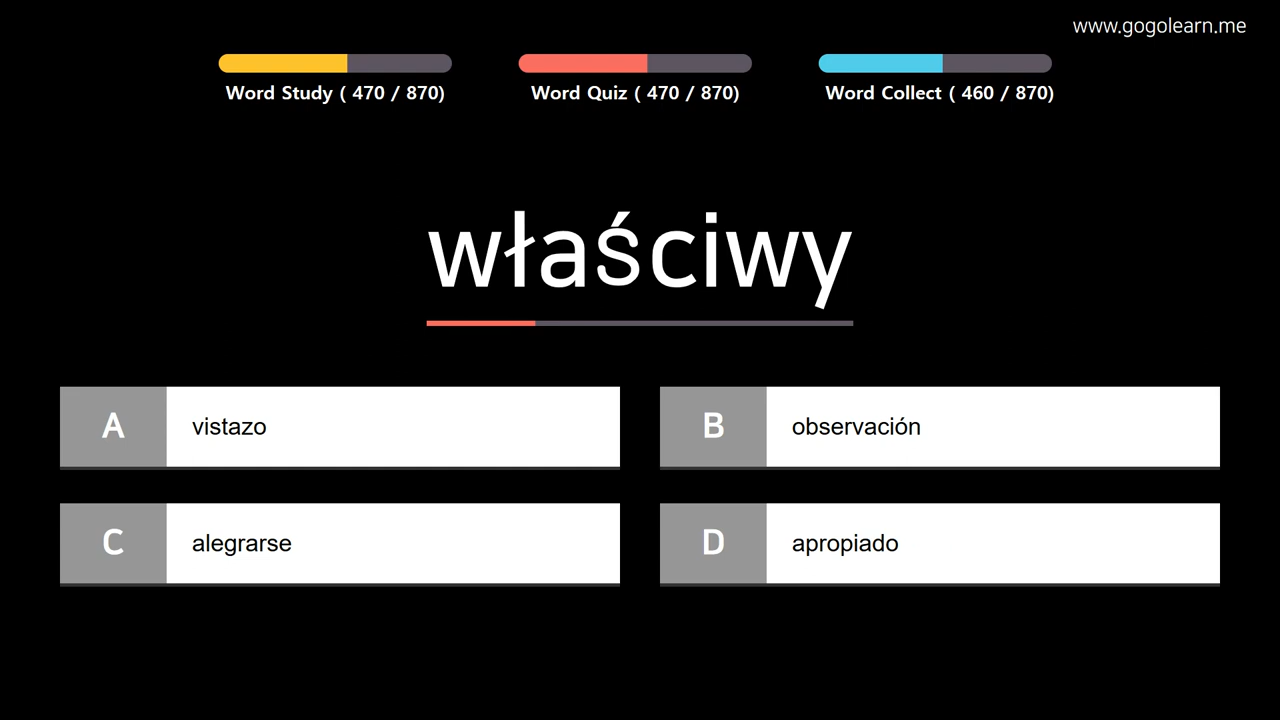 www.gogolearn.me
Word Study ( 470 / 870)
Word Quiz ( 470 / 870)
Word Collect ( 460 / 870)
właściwy
A vistazo
B observación
C alegrarse
D apropiado